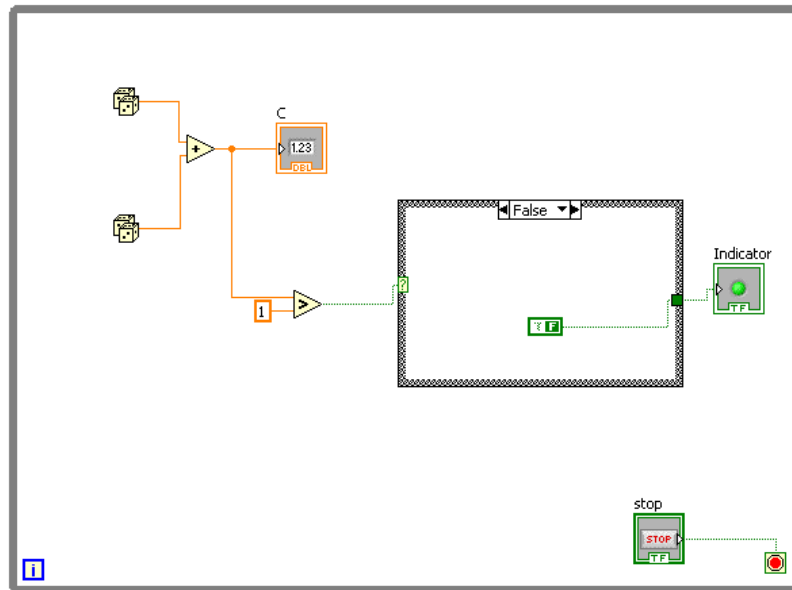 C
1.23
DBL
+
False
?
Indicator
TF
>
1
F
stop
STOP
TF
i